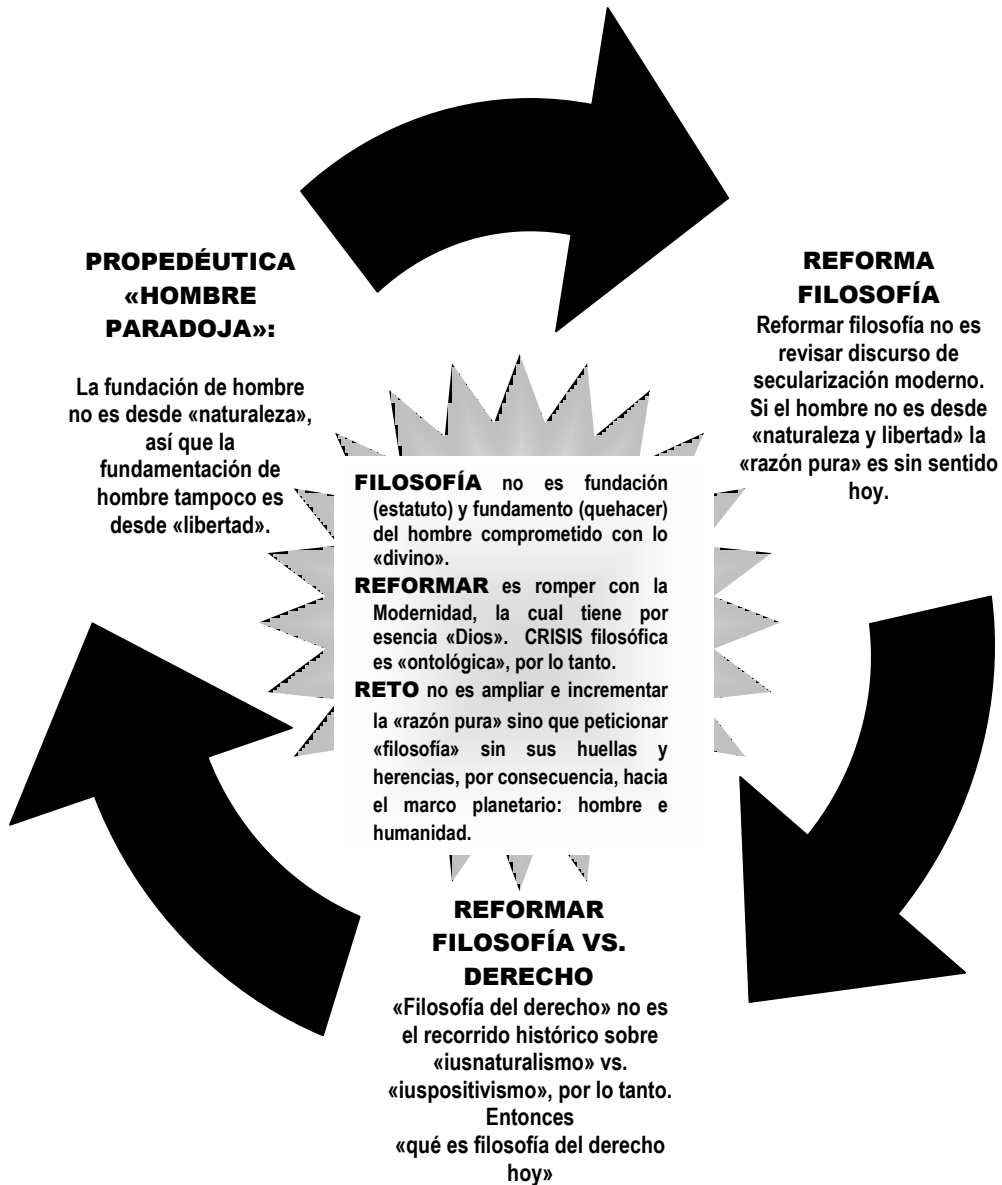 PROPEDÉUTICA
«HOMBRE
PARADOJA»:
La fundación de hombre
no es desde «naturaleza»,
así que la
fundamentación de
hombre tampoco es
desde «libertad».
REFORMA
FILOSOFÍA
Reformar filosofía no es
revisar discurso de
secularización moderno.
Si el hombre no es desde
«naturaleza y libertad» la
«razón pura» es sin sentido
hoy.
FILOSOFÍA no es fundación
(estatuto) y fundamento (quehacer)
del hombre comprometido con lo
«divino».
REFORMAR es romper con la
Modernidad, la cual tiene por
esencia «Dios». CRISIS filosófica
es «ontológica», por lo tanto.
RETO no es ampliar e incrementar
la «razón pura» sino que peticionar
«filosofía» sin sus huellas y
herencias, por consecuencia, hacia
el marco planetario: hombre e
humanidad.
REFORMAR
FILOSOFÍA VS.
DERECHO
«Filosofía del derecho» no es
el recorrido histórico sobre
«iusnaturalismo» vs.
«iuspositivismo», por lo tanto.
Entonces
«qué es filosofía del derecho
hoy»